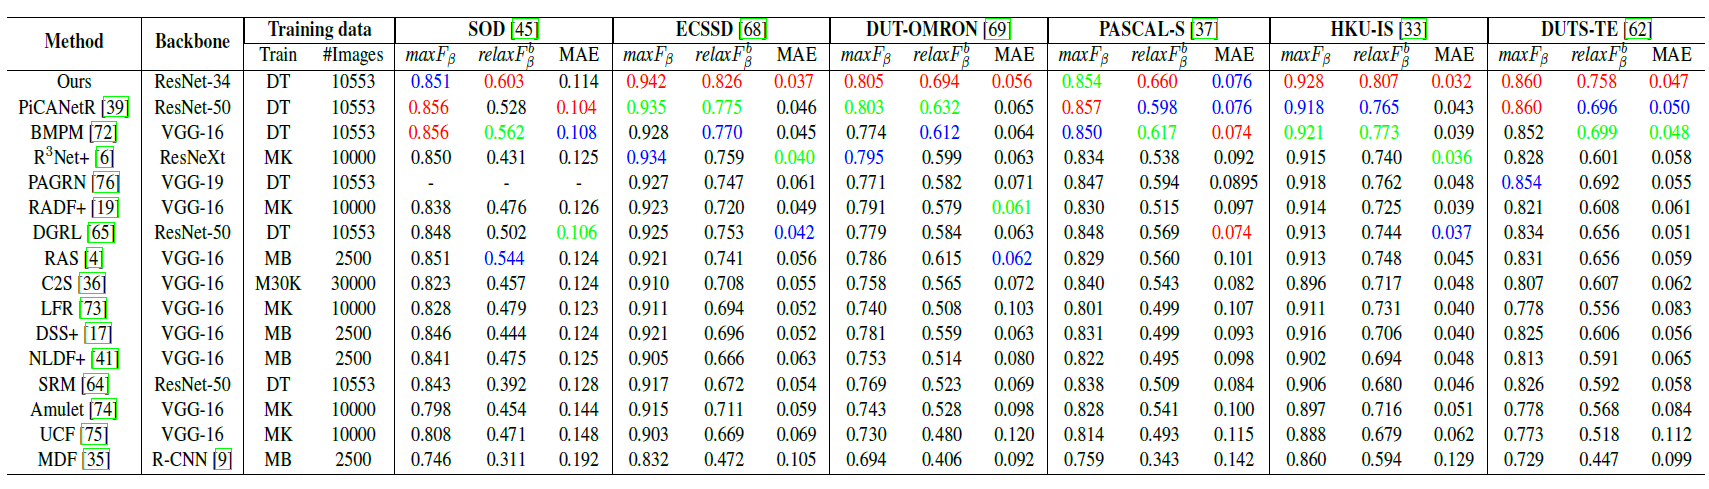 Method Backbone Training data SOD [45] ECSSD [68] DUT-OMRON [69] PASCAL-S [37] HKU-IS [33] DUTS-TE [62]
Train #Images maxFβ relaxFβᵇ MAE maxFβ relaxFβᵇ MAE maxFβ relaxFβᵇ MAE maxFβ relaxFβᵇ MAE maxFβ relaxFβᵇ MAE maxFβ relaxFβᵇ MAE
Ours ResNet-34 DT 10553 0.851 0.603 0.114 0.942 0.826 0.037 0.805 0.694 0.056 0.854 0.660 0.076 0.928 0.807 0.032 0.860 0.758 0.047
PiCANetR [39] ResNet-50 DT 10553 0.856 0.528 0.104 0.935 0.775 0.046 0.803 0.632 0.065 0.857 0.598 0.076 0.918 0.765 0.043 0.860 0.696 0.050
BMPM [72] VGG-16 DT 10553 0.856 0.562 0.108 0.928 0.770 0.045 0.774 0.612 0.064 0.850 0.617 0.074 0.921 0.773 0.039 0.852 0.699 0.048
R³Net+ [6] ResNeXt MK 10000 0.850 0.431 0.125 0.934 0.759 0.040 0.795 0.599 0.063 0.834 0.538 0.092 0.915 0.740 0.036 0.828 0.601 0.058
PAGRN [76] VGG-19 DT 10553 - - - 0.927 0.747 0.061 0.771 0.582 0.071 0.847 0.594 0.0895 0.918 0.762 0.048 0.854 0.692 0.055
RADF+ [19] VGG-16 MK 10000 0.838 0.476 0.126 0.923 0.720 0.049 0.791 0.579 0.061 0.830 0.515 0.097 0.914 0.725 0.039 0.821 0.608 0.061
DGRL [65] ResNet-50 DT 10553 0.848 0.502 0.106 0.925 0.753 0.042 0.779 0.584 0.063 0.848 0.569 0.074 0.913 0.744 0.037 0.834 0.656 0.051
RAS [4] VGG-16 MB 2500 0.851 0.544 0.124 0.921 0.741 0.056 0.786 0.615 0.062 0.829 0.560 0.101 0.913 0.748 0.045 0.831 0.656 0.059
C2S [36] VGG-16 M30K 30000 0.823 0.457 0.124 0.910 0.708 0.055 0.758 0.565 0.072 0.840 0.543 0.082 0.896 0.717 0.048 0.807 0.607 0.062
LFR [73] VGG-16 MK 10000 0.828 0.479 0.123 0.911 0.694 0.052 0.740 0.508 0.103 0.801 0.499 0.107 0.911 0.731 0.040 0.778 0.556 0.083
DSS+ [17] VGG-16 MB 2500 0.846 0.444 0.124 0.921 0.696 0.052 0.781 0.559 0.063 0.831 0.499 0.093 0.916 0.706 0.040 0.825 0.606 0.056
NLDF+ [41] VGG-16 MB 2500 0.841 0.475 0.125 0.905 0.666 0.063 0.753 0.514 0.080 0.822 0.495 0.098 0.902 0.694 0.048 0.813 0.591 0.065
SRM [64] ResNet-50 DT 10553 0.843 0.392 0.128 0.917 0.672 0.054 0.769 0.523 0.069 0.838 0.509 0.084 0.906 0.680 0.046 0.826 0.592 0.058
Amulet [74] VGG-16 MK 10000 0.798 0.454 0.144 0.915 0.711 0.059 0.743 0.528 0.098 0.828 0.541 0.100 0.897 0.716 0.051 0.778 0.568 0.084
UCF [75] VGG-16 MK 10000 0.808 0.471 0.148 0.903 0.669 0.069 0.730 0.480 0.120 0.814 0.493 0.115 0.888 0.679 0.062 0.773 0.518 0.112
MDF [35] R-CNN [9] MB 2500 0.746 0.311 0.192 0.832 0.472 0.105 0.694 0.406 0.092 0.759 0.343 0.142 0.860 0.594 0.129 0.729 0.447 0.099